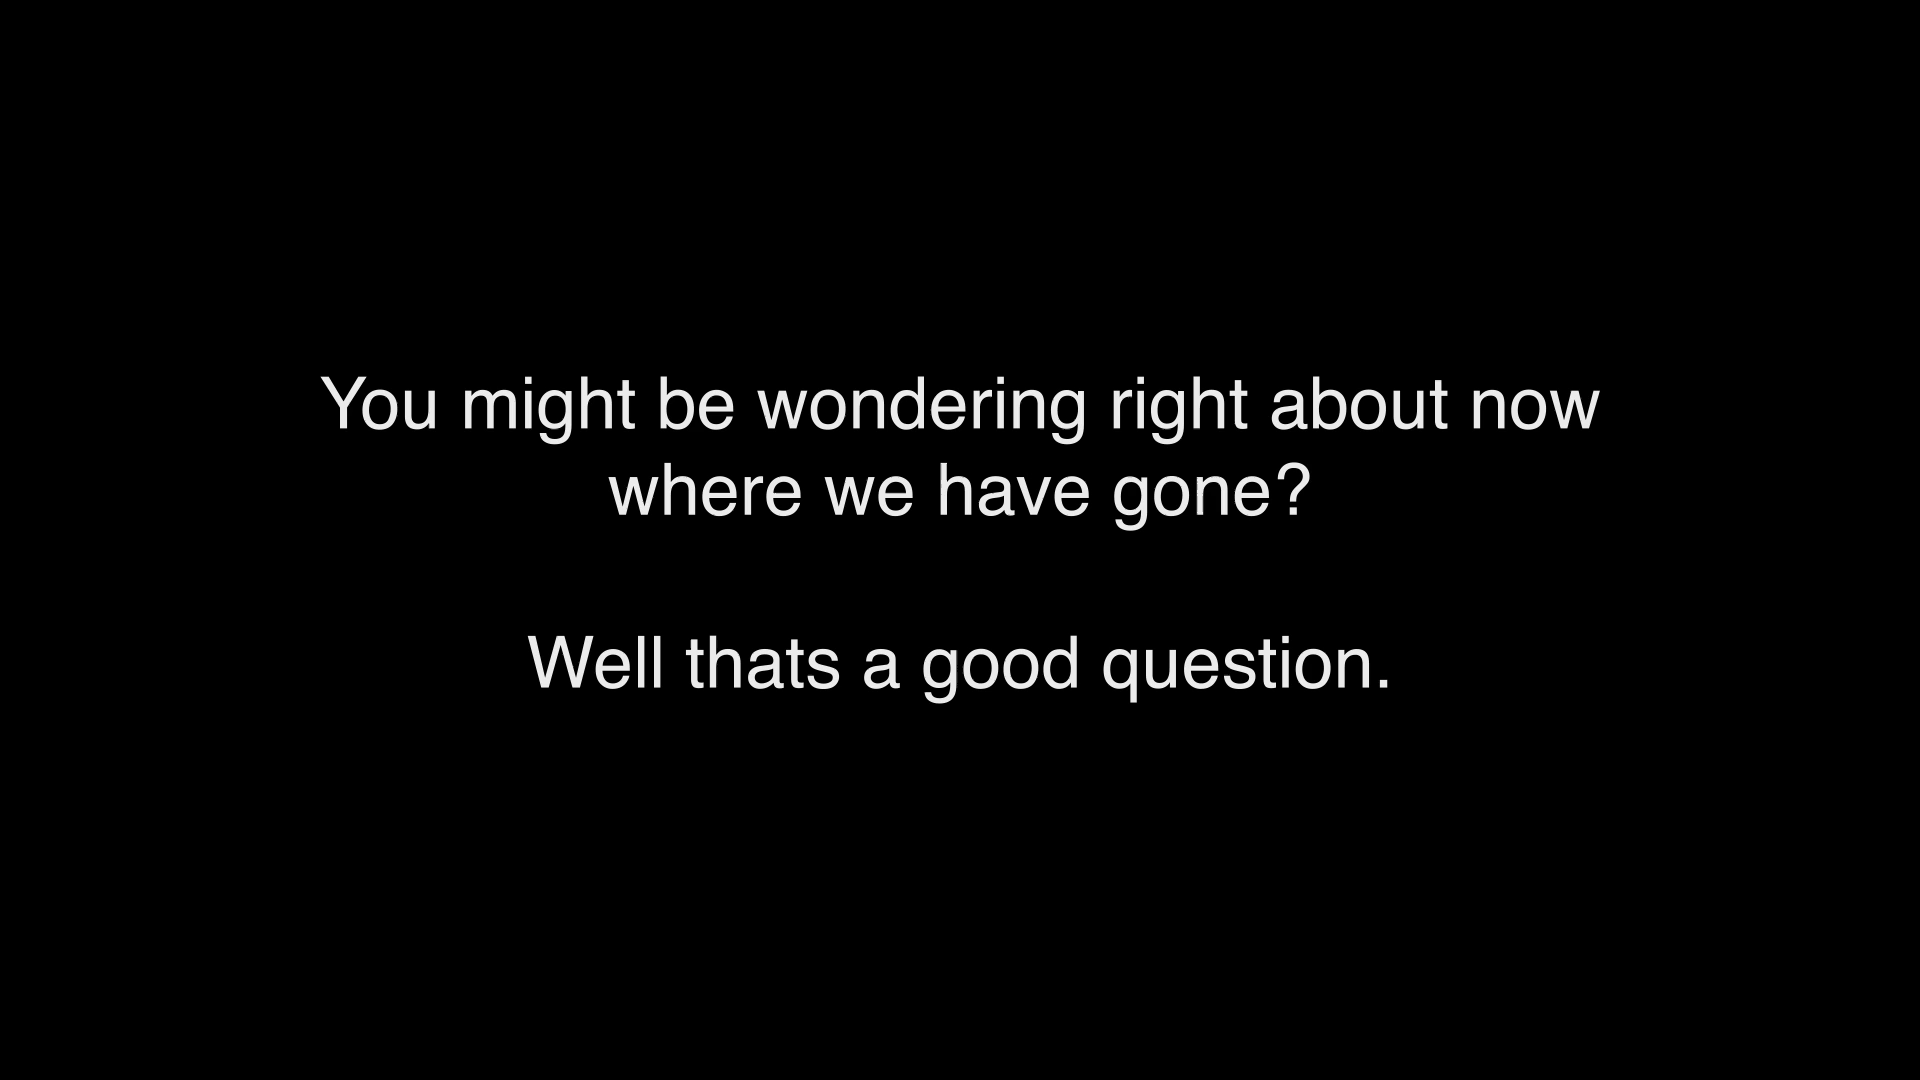 You might be wondering right about now
where we have gone?
Well thats a good question.